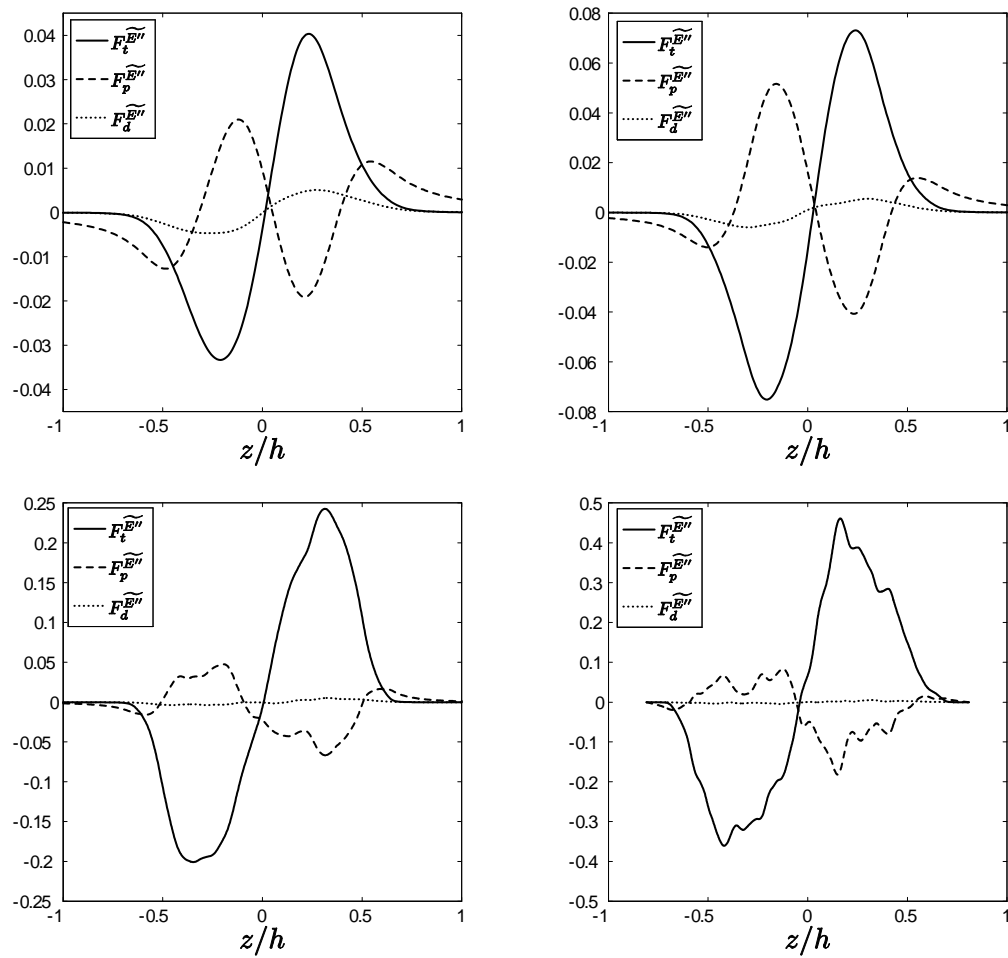 0.04
0.03
0.02
0.01
0
-0.01
-0.02
-0.03
-0.04
-1 -0.5 0 0.5 1
z/h
F_t^{\widetilde{E''}}
F_p^{\widetilde{E''}}
F_d^{\widetilde{E''}}
0.08
0.06
0.04
0.02
0
-0.02
-0.04
-0.06
-0.08
-1 -0.5 0 0.5 1
z/h
F_t^{\widetilde{E''}}
F_p^{\widetilde{E''}}
F_d^{\widetilde{E''}}
0.25
0.2
0.15
0.1
0.05
0
-0.05
-0.1
-0.15
-0.2
-0.25
-1 -0.5 0 0.5 1
z/h
F_t^{\widetilde{E''}}
F_p^{\widetilde{E''}}
F_d^{\widetilde{E''}}
0.5
0.4
0.3
0.2
0.1
0
-0.1
-0.2
-0.3
-0.4
-0.5
-1 -0.5 0 0.5 1
z/h
F_t^{\widetilde{E''}}
F_p^{\widetilde{E''}}
F_d^{\widetilde{E''}}